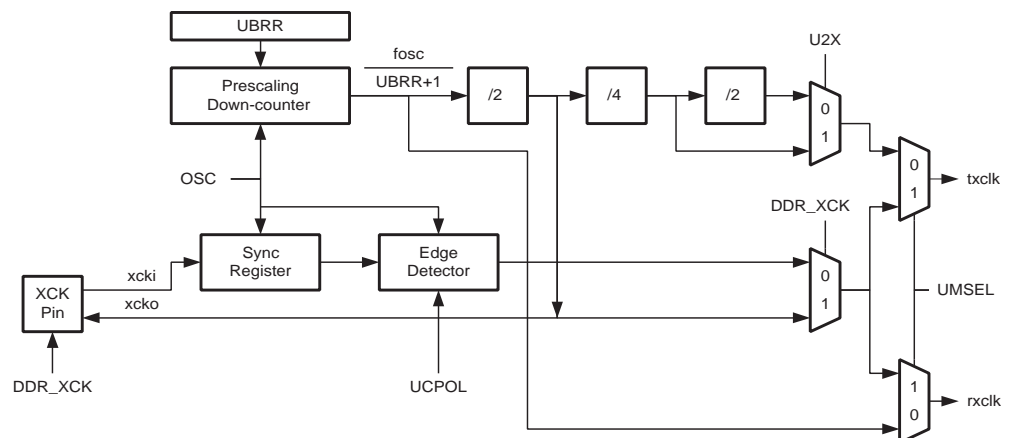 UBRR
fosc
U2X
Prescaling
Down-counter
UBRR+1
/2
/4
/2
0
1
OSC
0
1
txclk
DDR_XCK
xcki
Sync
Register
Edge
Detector
0
1
UMSEL
XCK
Pin
xcko
DDR_XCK
UCPOL
1
0
rxclk